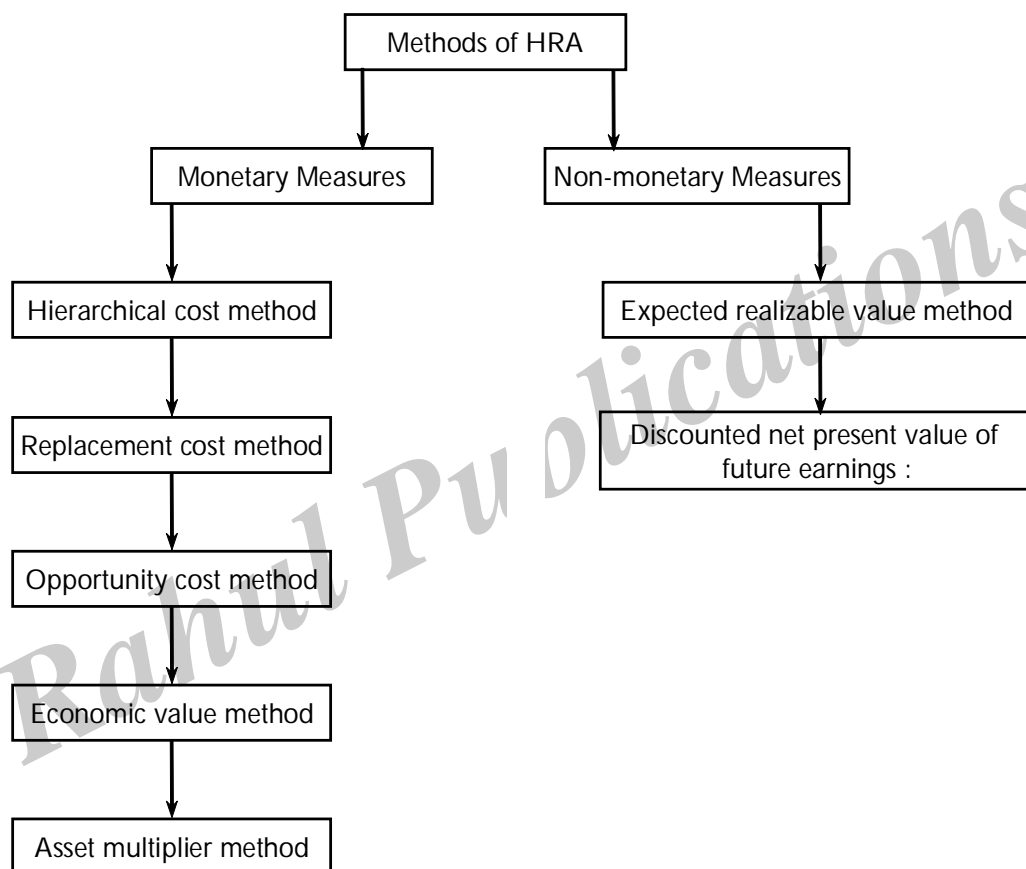 Methods of HRA
Monetary Measures
Non-monetary Measures
Hierarchical cost method
Expected realizable value method
Replacement cost method
Discounted net present value of
future earnings :
Opportunity cost method
Economic value method
Asset multiplier method
Rahul Publications